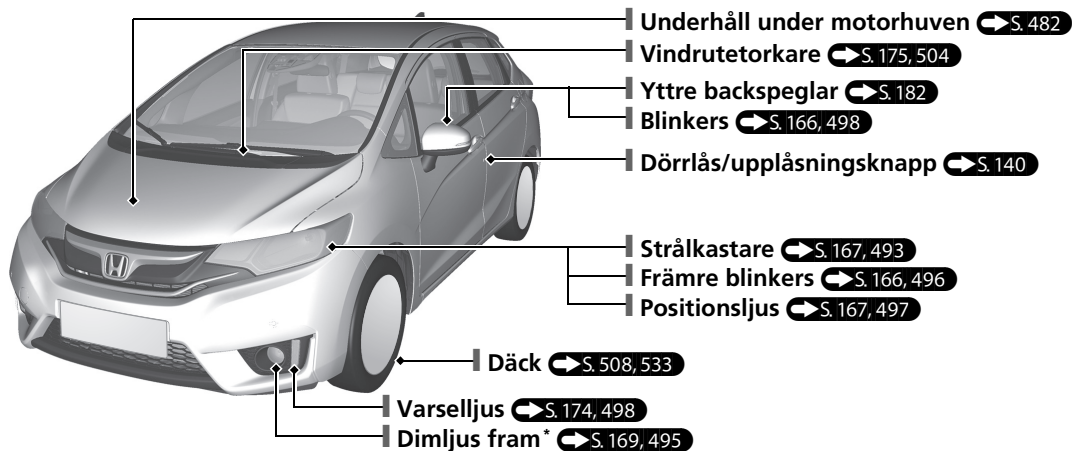 Underhåll under motorhuven S. 482
Vindrutetorkare S. 175, 504
Yttre backspeglar S. 182
Blinkers S. 166, 498
Dörrlås/upplåsningsknapp S. 140
Strålkastare S. 167, 493
Främre blinkers S. 166, 496
Positionsljus S. 167, 497
Däck S. 508, 533
Varselljus S. 174, 498
Dimljus fram* S. 169, 495